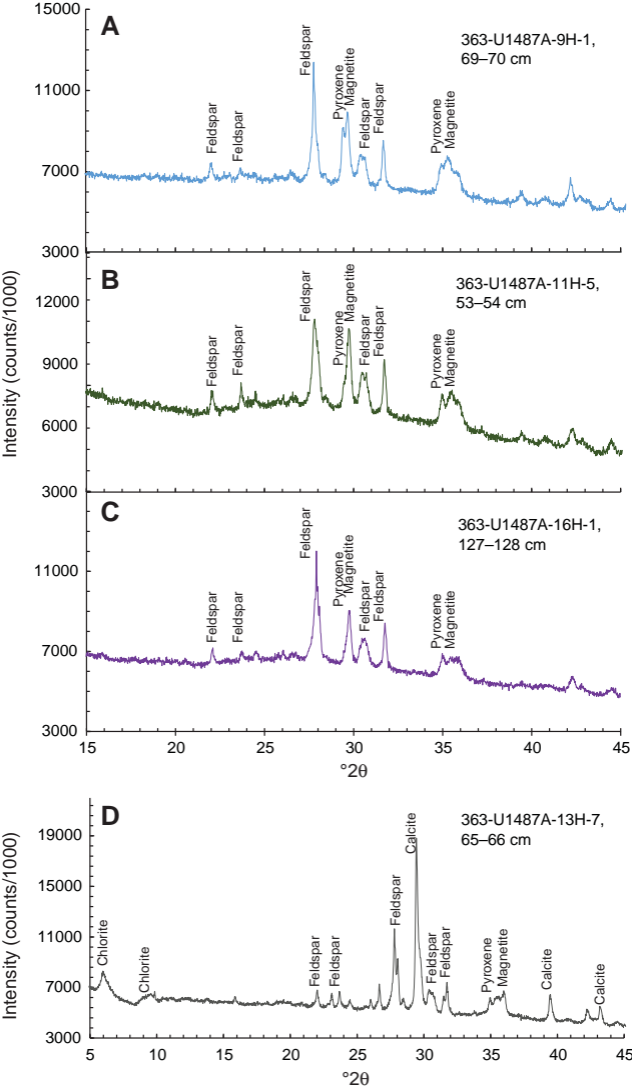 A
363-U1487A-9H-1,
69–70 cm
15000
11000
7000
3000
Feldspar
Feldspar
Feldspar
Pyroxene
Magnetite
Feldspar
Feldspar
Pyroxene
Magnetite
B
363-U1487A-11H-5,
53–54 cm
12000
9000
6000
3000
Feldspar
Feldspar
Feldspar
Pyroxene
Magnetite
Feldspar
Feldspar
Pyroxene
Magnetite
Intensity (counts/1000)
C
363-U1487A-16H-1,
127–128 cm
11000
7000
3000
Feldspar
Feldspar
Feldspar
Pyroxene
Magnetite
Feldspar
Feldspar
Pyroxene
Magnetite
15 20 25 30 35 40 45
°2θ
D
363-U1487A-13H-7,
65–66 cm
19000
15000
11000
7000
3000
Intensity (counts/1000)
Chlorite
Chlorite
Feldspar
Feldspar
Feldspar
Calcite
Feldspar
Feldspar
Pyroxene
Magnetite
Calcite
Calcite
5 10 15 20 25 30 35 40 45
°2θ